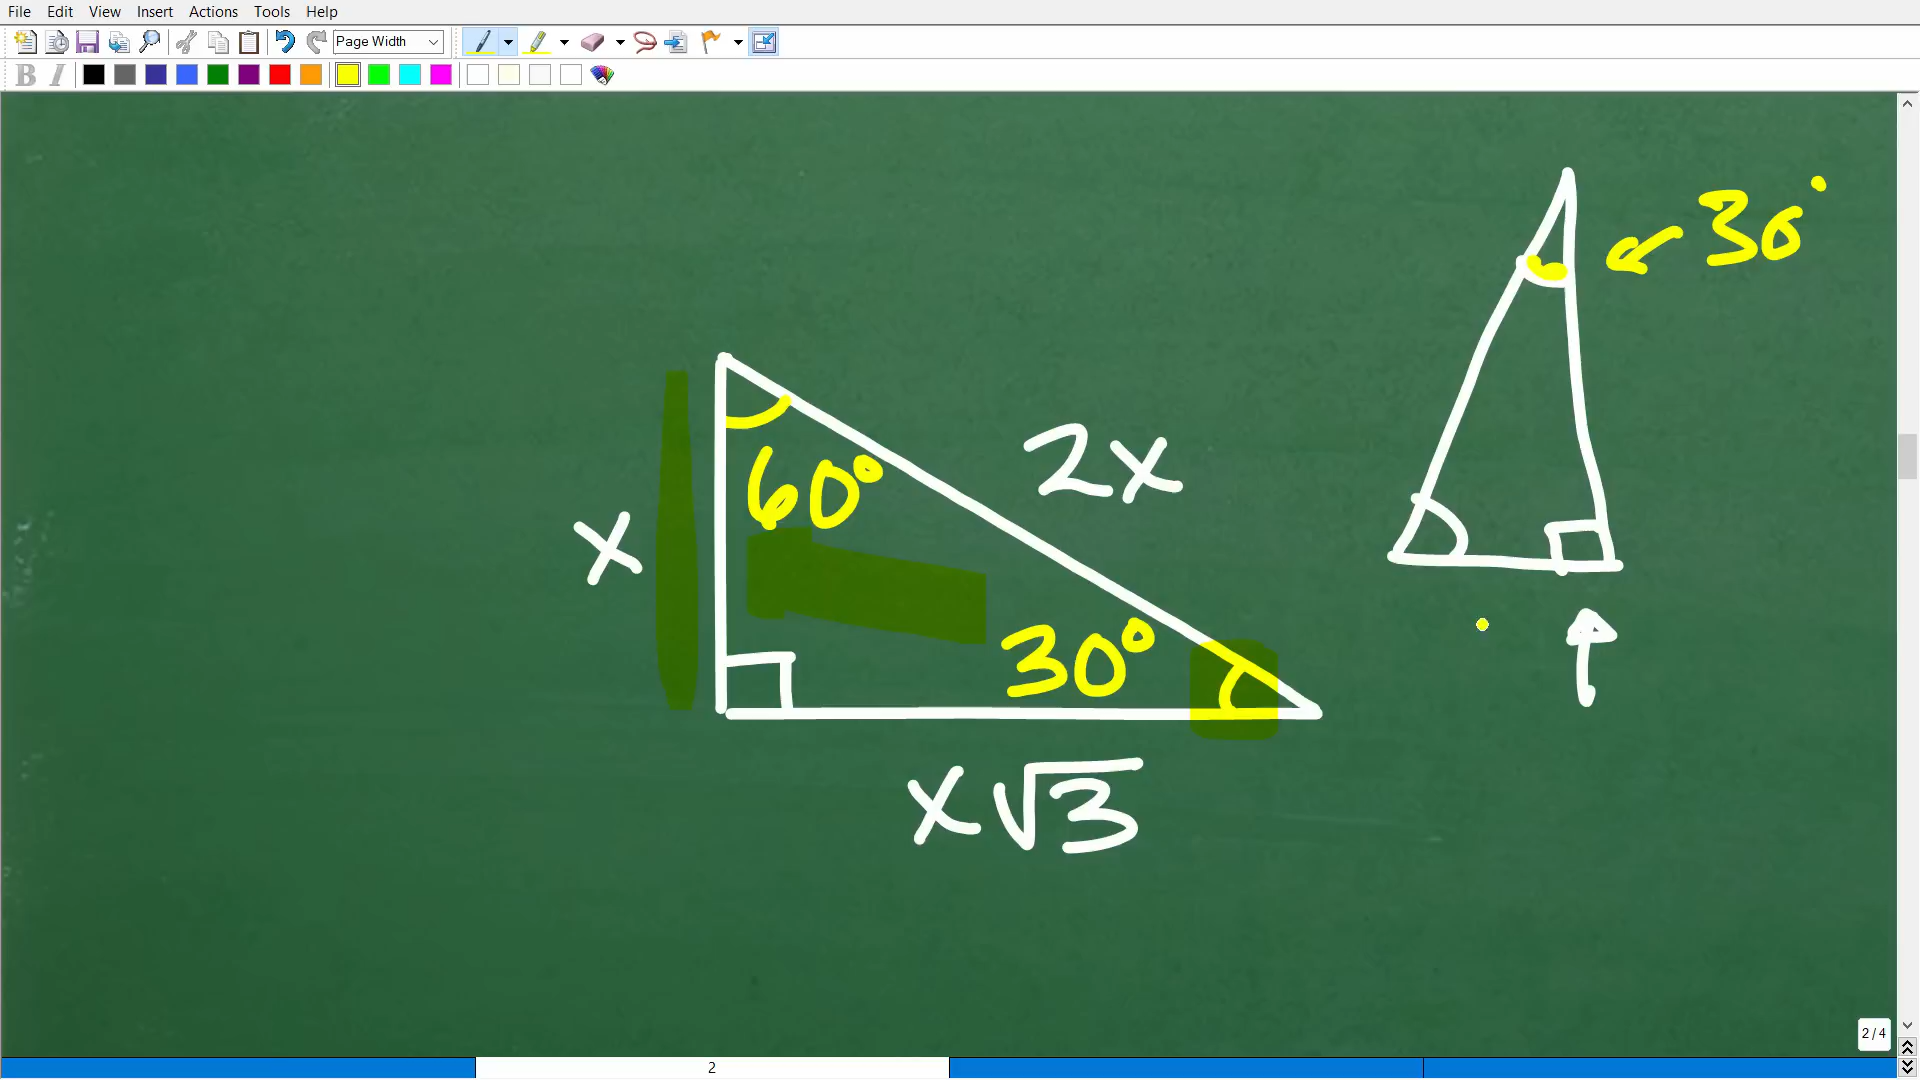 File Edit View Insert Actions Tools Help
Page Width
B I
30°
60°
2x
x
30°
x√3
2/4
2